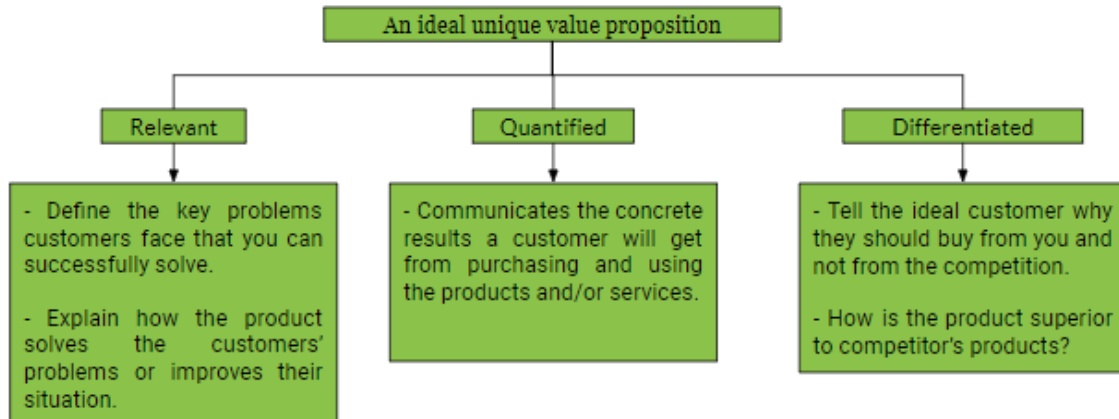 An ideal unique value proposition
Relevant
Quantified
Differentiated
- Define the key problems
customers face that you can
successfully solve.
- Explain how the product
solves the customers'
problems or improves their
situation.
- Communicates the concrete
results a customer will get
from purchasing and using
the products and/or services.
- Tell the ideal customer why
they should buy from you and
not from the competition.
- How is the product superior
to competitor's products?